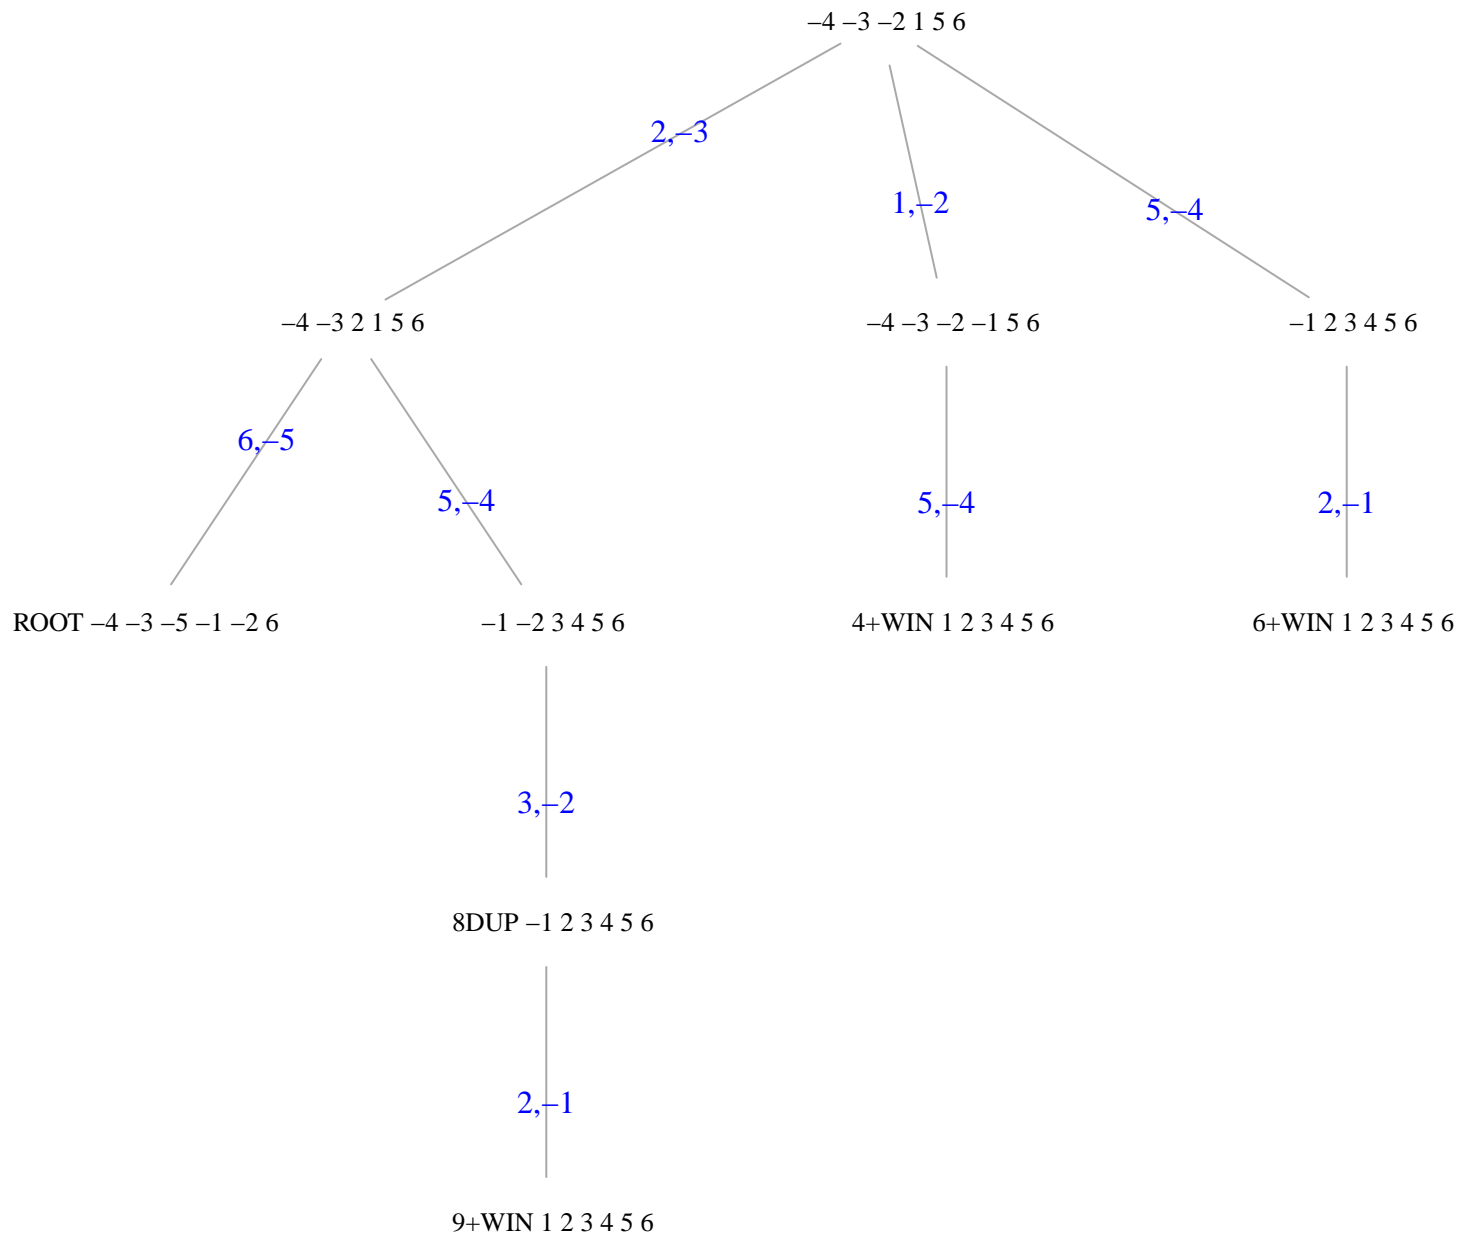 –4 –3 –2 1 5 6
2,–3
1,–2
5,–4
–4 –3 2 1 5 6
–4 –3 –2 –1 5 6
–1 2 3 4 5 6
6,–5
5,–4
5,–4
2,–1
ROOT –4 –3 –5 –1 –2 6
–1 –2 3 4 5 6
4+WIN 1 2 3 4 5 6
6+WIN 1 2 3 4 5 6
3,–2
8DUP –1 2 3 4 5 6
2,–1
9+WIN 1 2 3 4 5 6